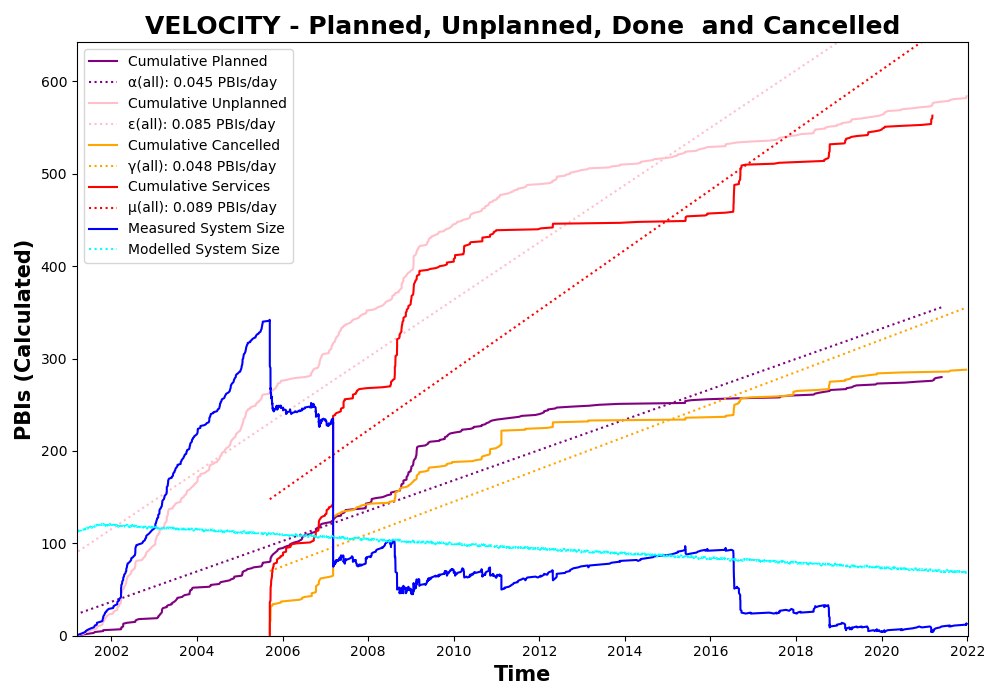 VELOCITY - Planned, Unplanned, Done  and Cancelled
Cumulative Planned
α(all): 0.045 PBIs/day
Cumulative Unplanned
ε(all): 0.085 PBIs/day
Cumulative Cancelled
γ(all): 0.048 PBIs/day
Cumulative Services
μ(all): 0.089 PBIs/day
Measured System Size
Modelled System Size
PBIs (Calculated)
600
500
400
300
200
100
0
2002 2004 2006 2008 2010 2012 2014 2016 2018 2020 2022
Time